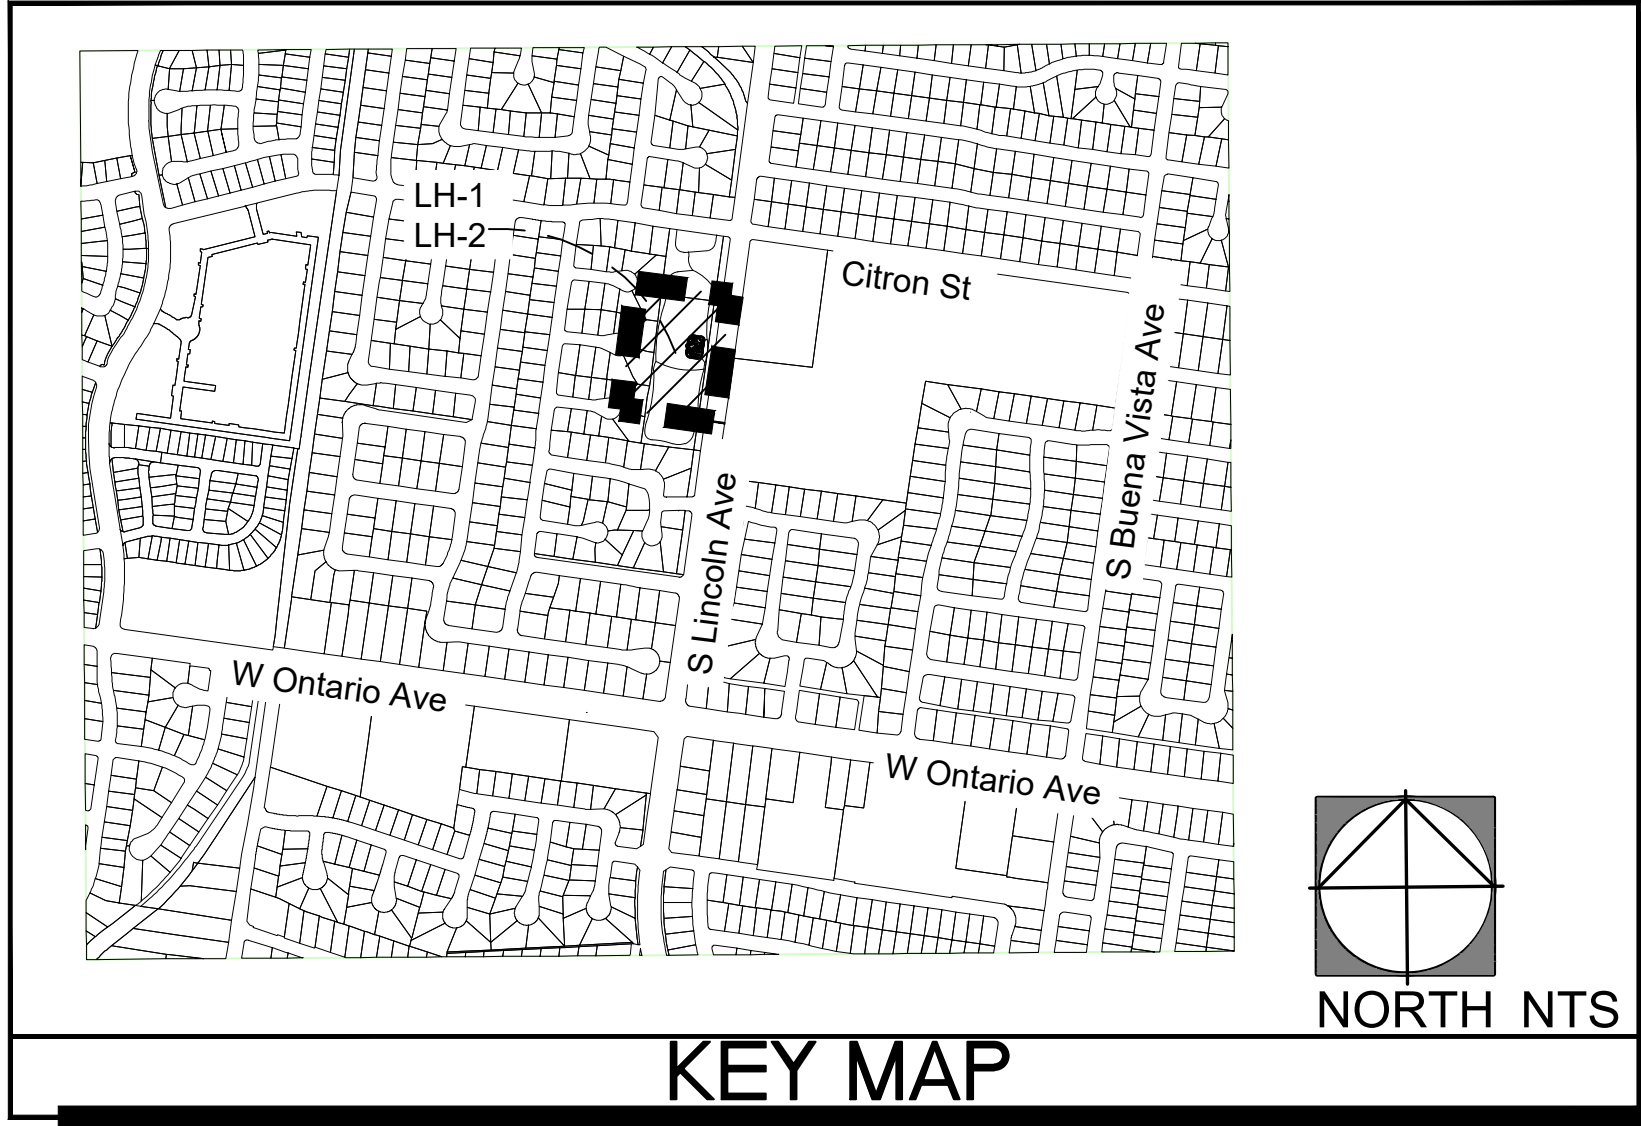 LH-1
LH-2
Citron St
S Buena Vista Ave
S Lincoln Ave
W Ontario Ave
W Ontario Ave
NORTH NTS
KEY MAP